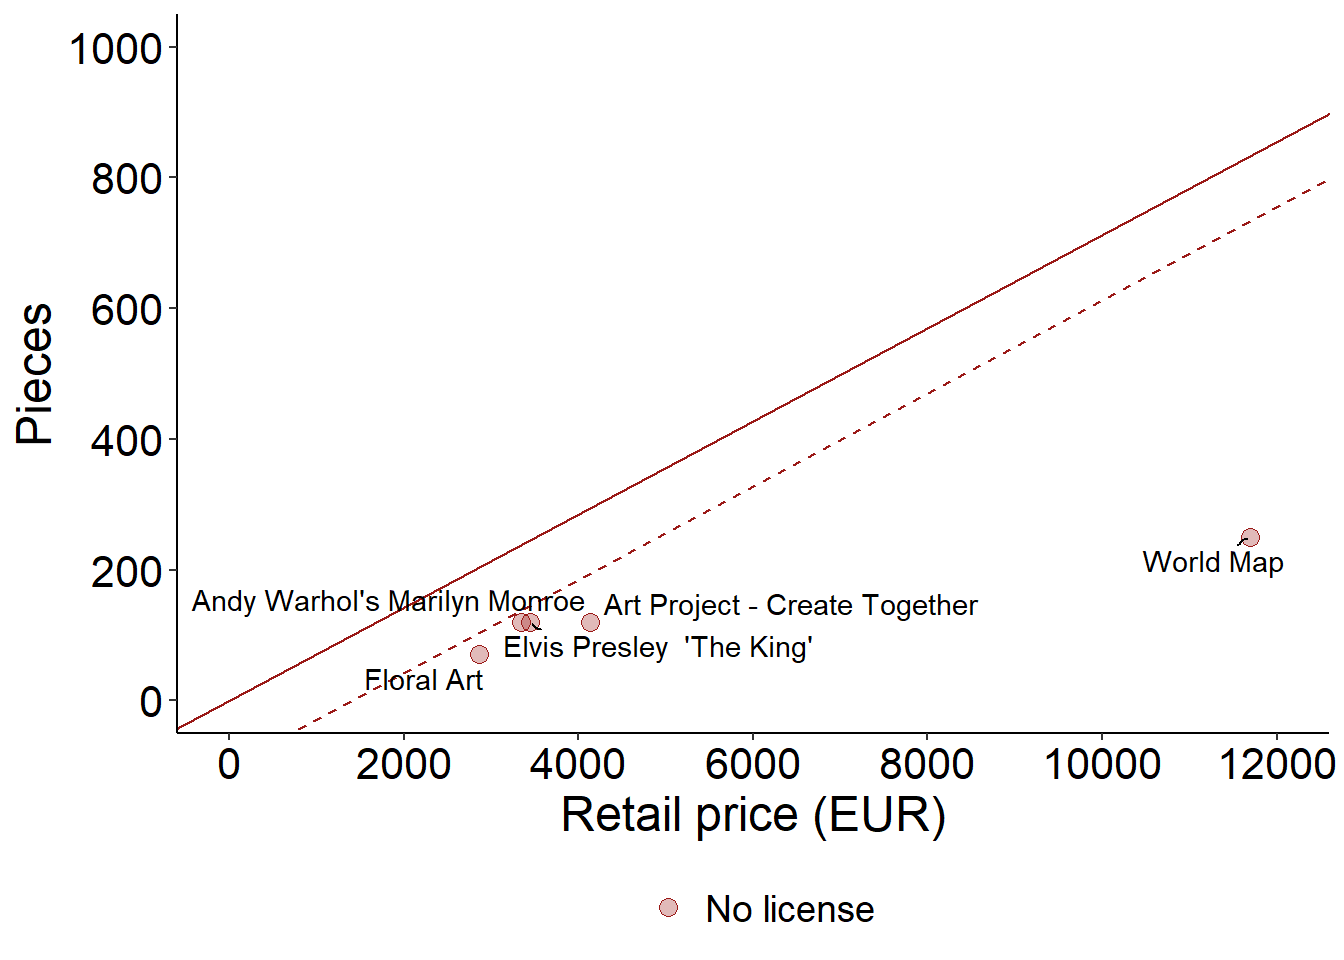 1000
800
600
400
200
0
Pieces
World Map
Andy Warhol's Marilyn Monroe
Art Project - Create Together
Elvis Presley  'The King'
Floral Art
0 2000 4000 6000 8000 10000 12000
Retail price (EUR)
No license